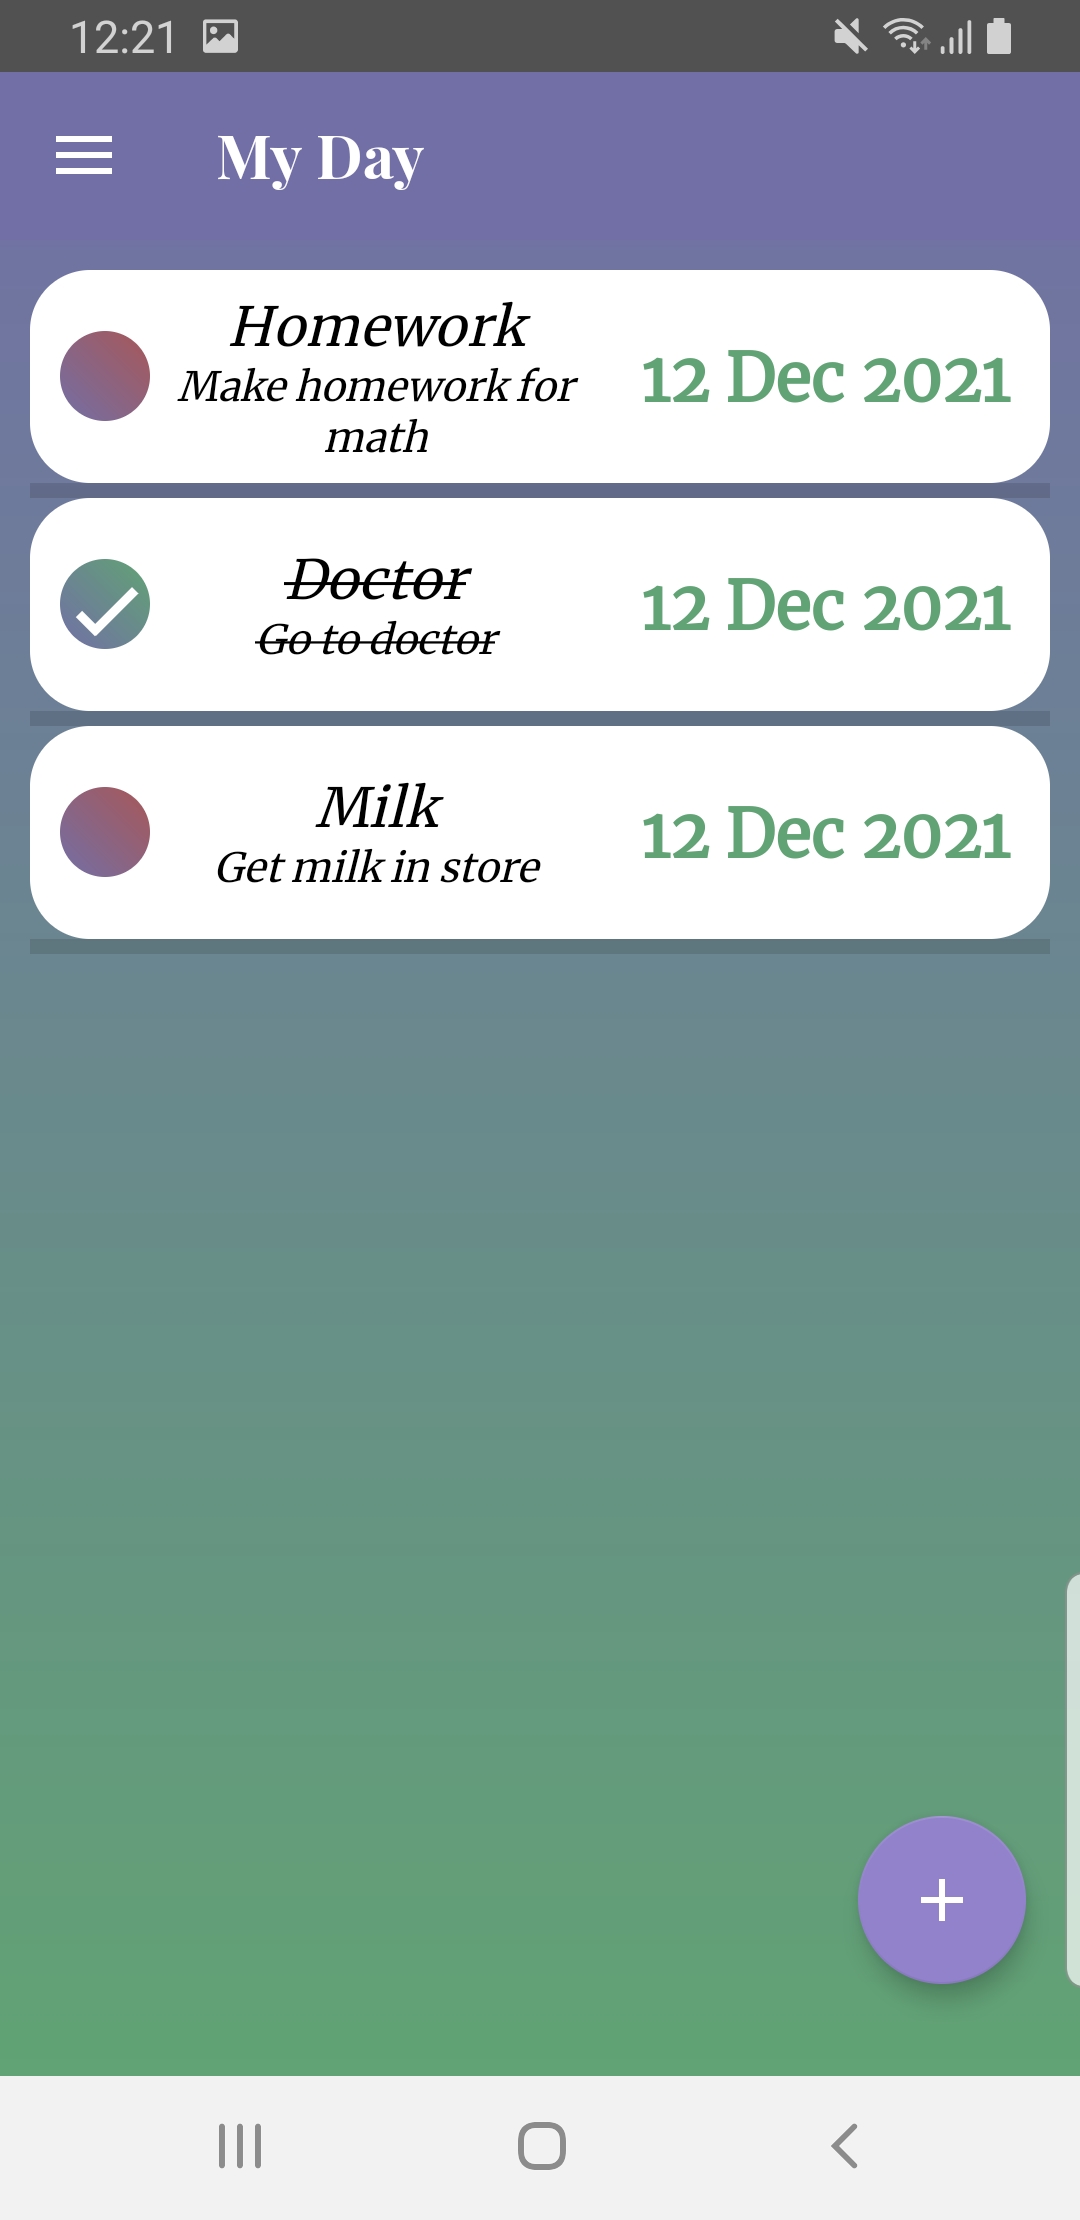 12:21
My Day
Homework
Make homework for
math
12 Dec 2021
Doctor
Go to doctor
12 Dec 2021
Milk
Get milk in store
12 Dec 2021